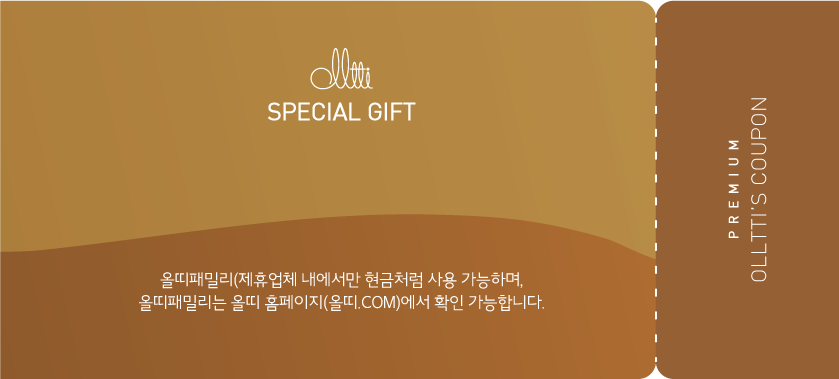 olltti
SPECIAL GIFT
올띠패밀리(제휴업체 내에서만 현금처럼 사용 가능하며,
올띠패밀리는 올띠 홈페이지(올띠.COM)에서 확인 가능합니다.
PREMIUM
OLLTTI'S COUPON